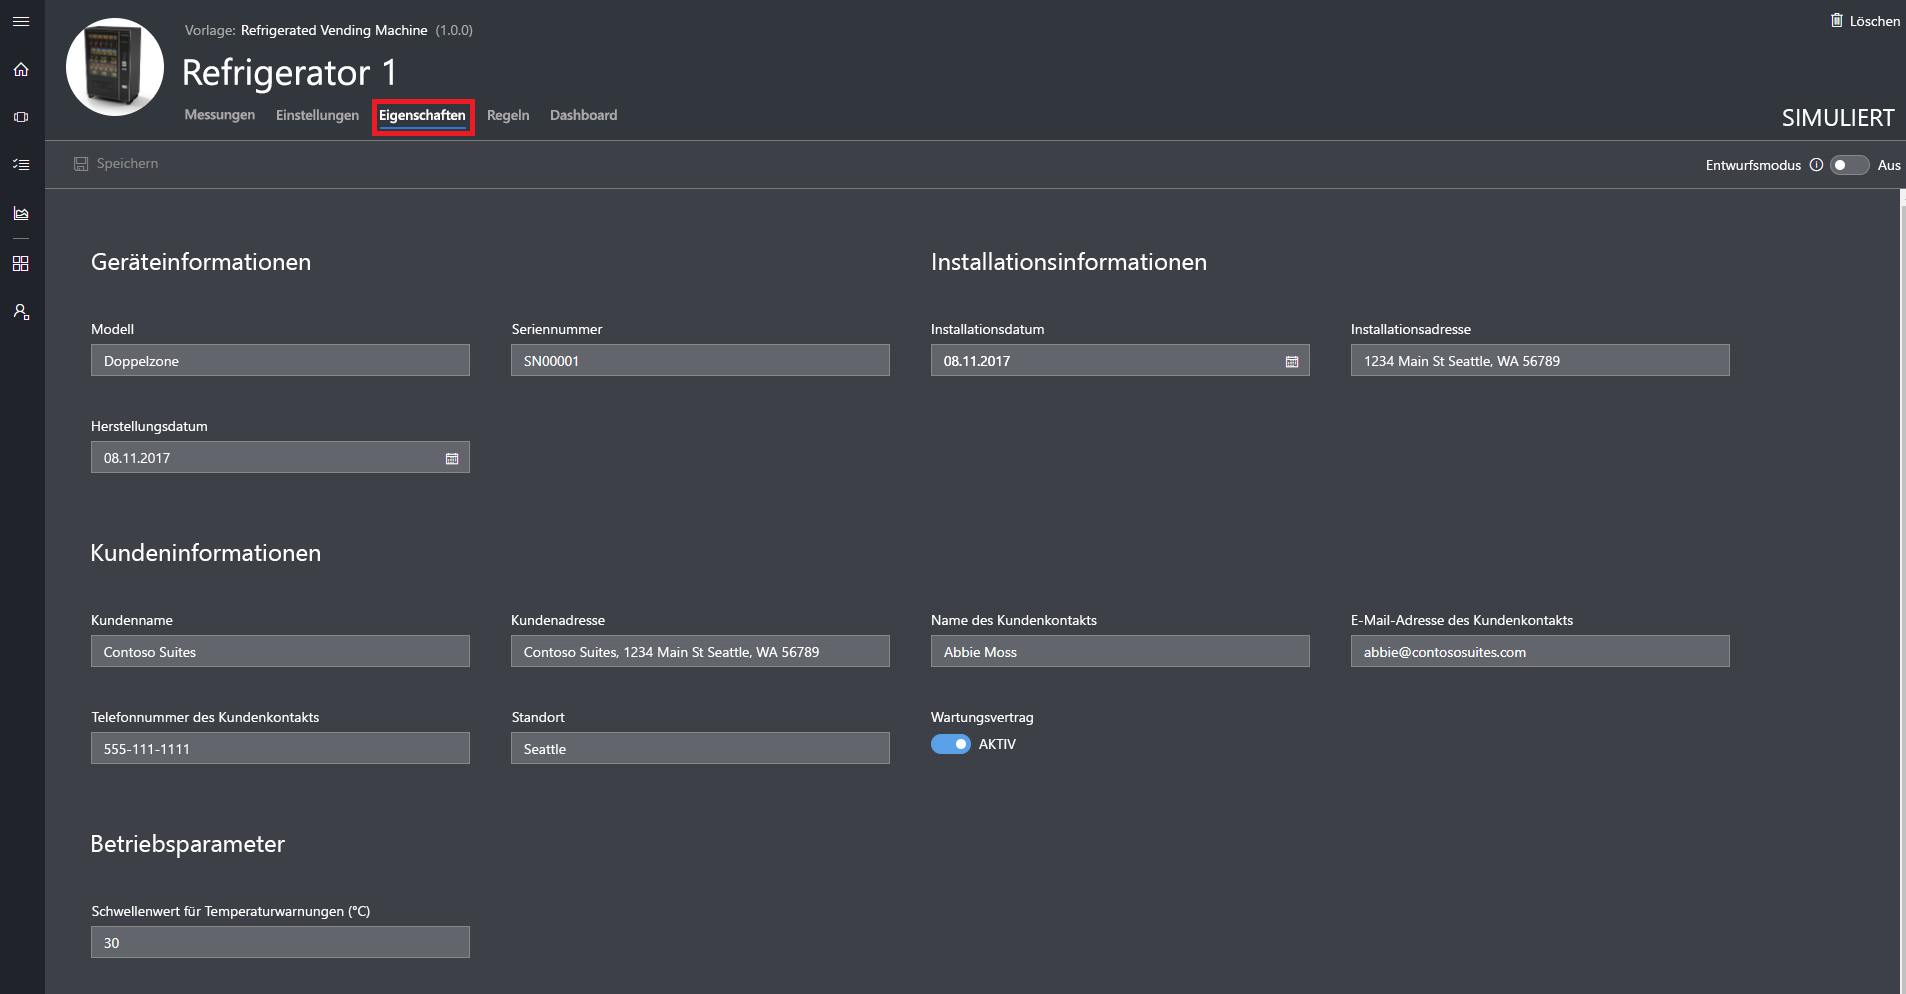 Vorlage: Refrigerated Vending Machine (1.0.0)
Löschen
Refrigerator 1
Messungen Einstellungen Eigenschaften Regeln Dashboard
SIMULIERT
Speichern
Entwurfsmodus Aus
Geräteinformationen
Installationsinformationen
Modell
Seriennummer
Installationsdatum
Installationsadresse
Doppelzone
SN00001
08.11.2017
1234 Main St Seattle, WA 56789
Herstellungsdatum
08.11.2017
Kundeninformationen
Kundenname
Kundenadresse
Name des Kundenkontakts
E-Mail-Adresse des Kundenkontakts
Contoso Suites
Contoso Suites, 1234 Main St Seattle, WA 56789
Abbie Moss
abbie@contososuites.com
Telefonnummer des Kundenkontakts
Standort
Wartungsvertrag
555-111-1111
Seattle
AKTIV
Betriebsparameter
Schwellenwert für Temperaturwarnungen (°C)
30